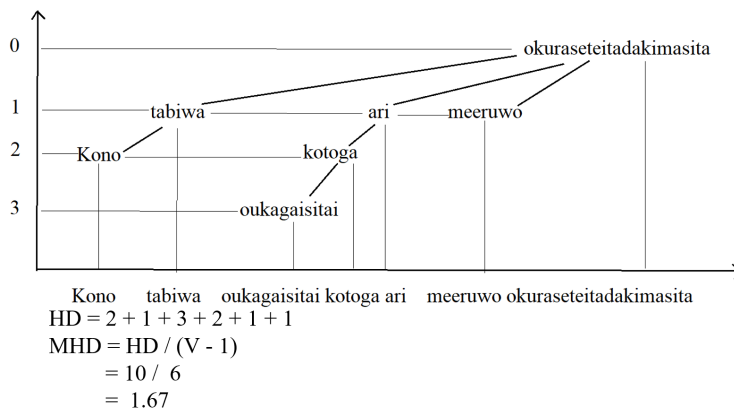 0 okuraseteitadakimasita
1 tabiwa ari meeruwo
2 Kono kotoga
3 oukagaisitai
Kono tabiwa oukagaisitai kotoga ari meeruwo okuraseteitadakimasita
HD = 2 + 1 + 3 + 2 + 1 + 1
MHD = HD / (V - 1)
= 10 / 6
= 1.67